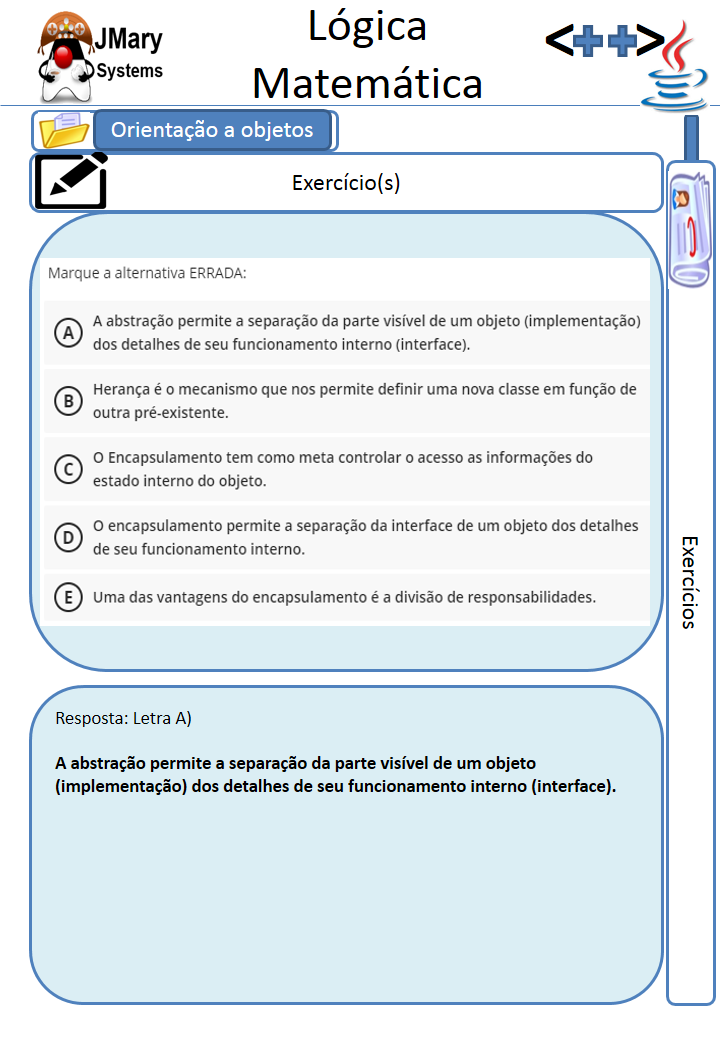 JMary
Systems
Lógica
Matemática
<++>
Orientação a objetos
Exercício(s)
Marque a alternativa ERRADA:
A
A abstração permite a separação da parte visível de um objeto (implementação)
dos detalhes de seu funcionamento interno (interface).
B
Herança é o mecanismo que nos permite definir uma nova classe em função de
outra pré-existente.
C
O Encapsulamento tem como meta controlar o acesso as informações do
estado interno do objeto.
D
O encapsulamento permite a separação da interface de um objeto dos detalhes
de seu funcionamento interno.
E
Uma das vantagens do encapsulamento é a divisão de responsabilidades.
Exercícios
Resposta: Letra A)
A abstração permite a separação da parte visível de um objeto
(implementação) dos detalhes de seu funcionamento interno (interface).